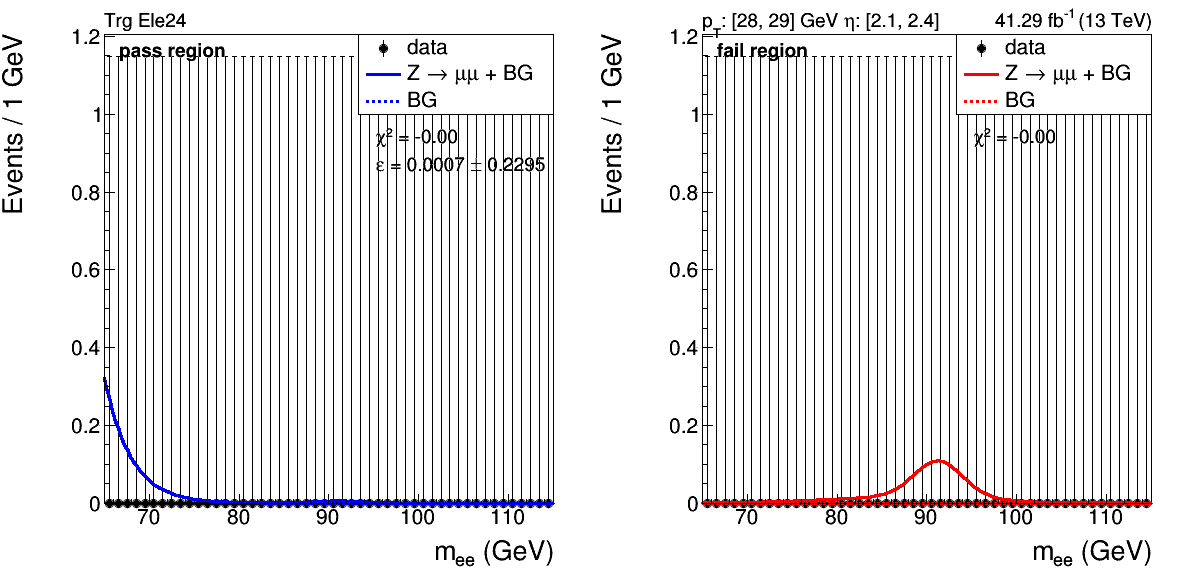 Trg Ele24
pass region
data
Z → μμ + BG
BG
χ² = -0.00
ε = 0.0007 ± 0.2295
Events / 1 GeV
1.2
1
0.8
0.6
0.4
0.2
0
70 80 90 100 110
mee (GeV)
pT: [28, 29] GeV η: [2.1, 2.4] 41.29 fb-1 (13 TeV)
fail region
data
Z → μμ + BG
BG
χ² = -0.00
Events / 1 GeV
1.2
1
0.8
0.6
0.4
0.2
0
70 80 90 100 110
mee (GeV)